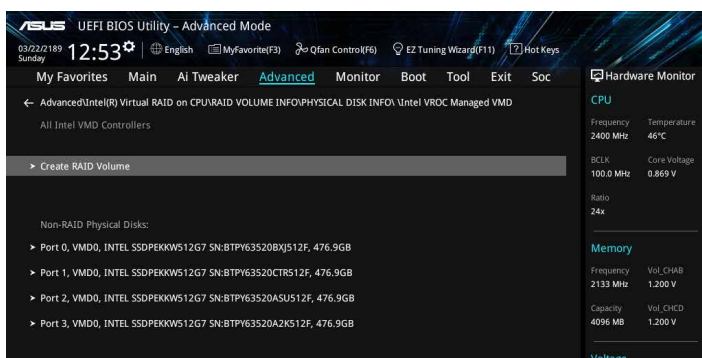 ASUS UEFI BIOS Utility – Advanced Mode
03/22/2189 Sunday 12:53 English MyFavorite(F3) Qfan Control(F6) EZ Tuning Wizard(F11) ? Hot Keys
My Favorites Main Ai Tweaker Advanced Monitor Boot Tool Exit Soc
← Advanced\Intel(R) Virtual RAID on CPU\RAID VOLUME INFO\PHYSICAL DISK INFO\ \Intel VROC Managed VMD
All Intel VMD Controllers
> Create RAID Volume
Non-RAID Physical Disks:
> Port 0, VMD0, INTEL SSDPEKKW512G7 SN:BTPY63520BXJ512F, 476.9GB
> Port 1, VMD0, INTEL SSDPEKKW512G7 SN:BTPY63520CTR512F, 476.9GB
> Port 2, VMD0, INTEL SSDPEKKW512G7 SN:BTPY63520ASU512F, 476.9GB
> Port 3, VMD0, INTEL SSDPEKKW512G7 SN:BTPY63520A2K512F, 476.9GB
Hardware Monitor
CPU
Frequency Temperature
2400 MHz 46°C
BCLK Core Voltage
100.0 MHz 0.869 V
Ratio
24x
Memory
Frequency Vol_CHAB
2133 MHz 1.200 V
Capacity Vol_CHCD
4096 MB 1.200 V
Voltage